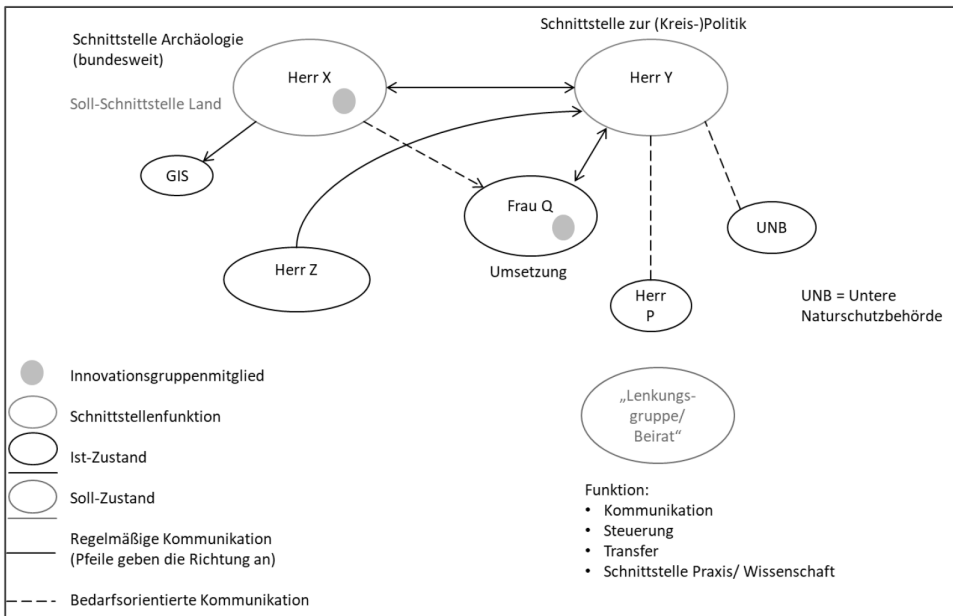 Schnittstelle zur (Kreis-)Politik
Schnittstelle Archäologie
(bundesweit)
Herr X
Herr Y
Soll-Schnittstelle Land
GIS
Frau Q
UNB
Herr Z
Umsetzung
Herr
P
UNB = Untere
Naturschutzbehörde
Innovationsgruppenmitglied
Schnittstellenfunktion
Ist-Zustand
Soll-Zustand
Regelmäßige Kommunikation
(Pfeile geben die Richtung an)
Bedarfsorientierte Kommunikation
„Lenkungs-
gruppe/
Beirat“
Funktion:
• Kommunikation
• Steuerung
• Transfer
• Schnittstelle Praxis/ Wissenschaft